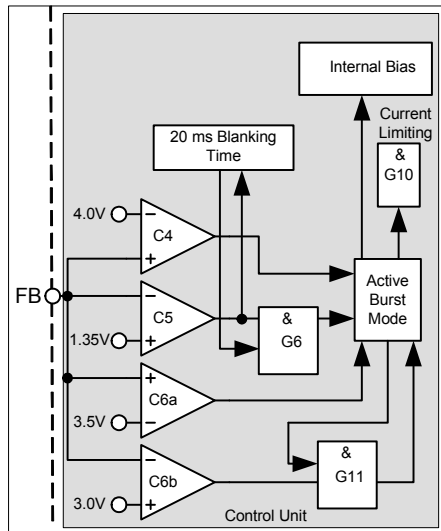 Internal Bias
Current
Limiting
20 ms Blanking
Time
&
G10
4.0V
−
+
C4
FB
−
+
C5
1.35V
&
G6
Active
Burst
Mode
+
−
C6a
3.5V
−
+
C6b
3.0V
&
G11
Control Unit